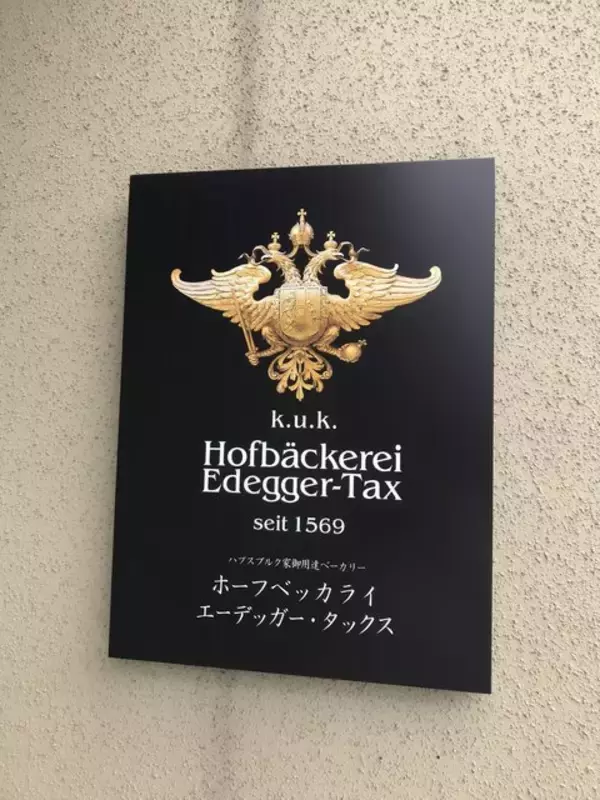 k.u.k.
Hofbäckerei
Edegger-Tax
seit 1569
ハプスブルク家御用達ベーカリー
ホーフベッカライ
エーデッガー・タックス